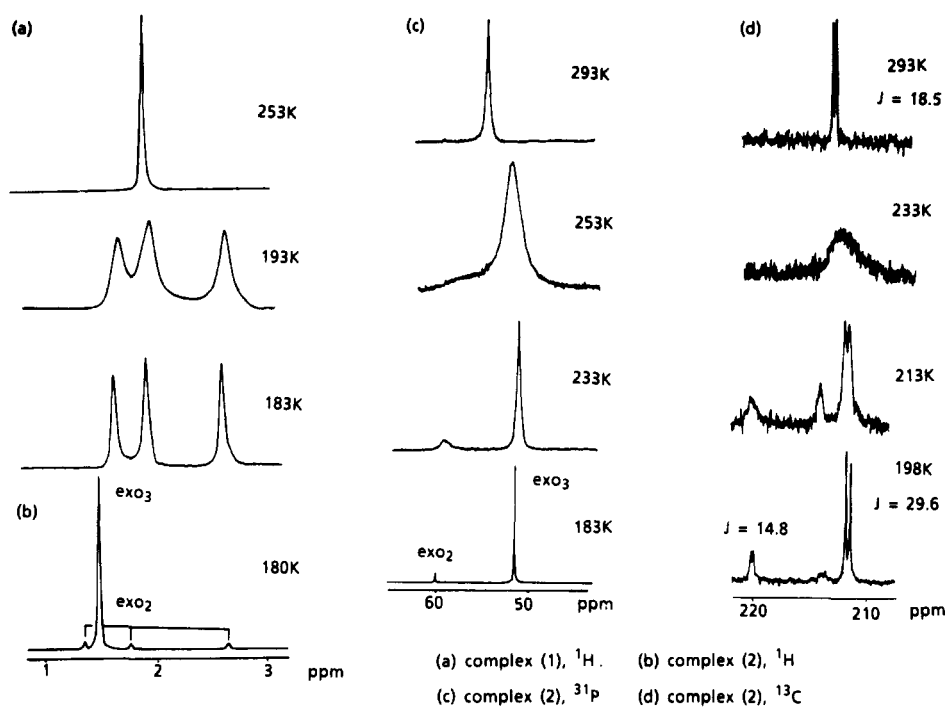 (a)
253K
193K
183K
(b)
exo3
180K
exo2
1 2 3 ppm
(c)
293K
253K
233K
exo3
183K
exo2
60 50 ppm
(d)
293K
J = 18.5
233K
213K
198K
J = 29.6
J = 14.8
220 210 ppm
(a) complex (1), ¹H. (b) complex (2), ¹H
(c) complex (2), ³¹P (d) complex (2), ¹³C